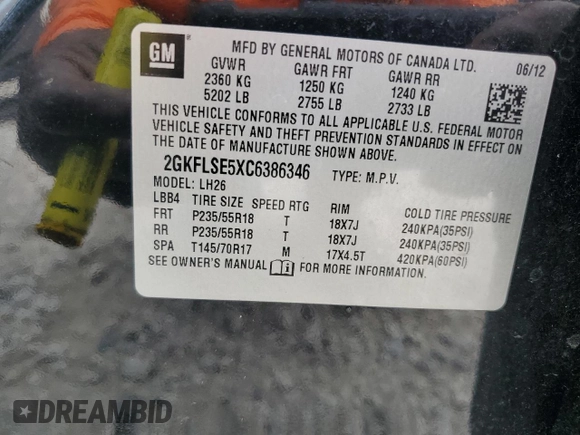 GM
MFD BY GENERAL MOTORS OF CANADA LTD.
06/12
GVWR GAWR FRT GAWR RR
2360 KG 1250 KG 1240 KG
5202 LB 2755 LB 2733 LB
THIS VEHICLE CONFORMS TO ALL APPLICABLE U.S. FEDERAL MOTOR
VEHICLE SAFETY AND THEFT PREVENTION STANDARDS IN EFFECT ON
THE DATE OF MANUFACTURE SHOWN ABOVE.
2GKFLSE5XC6386346 TYPE: M.P.V.
MODEL: LH26
LBB4 TIRE SIZE SPEED RTG RIM COLD TIRE PRESSURE
FRT P235/55R18 T 18X7J 240KPA(35PSI)
RR P235/55R18 T 18X7J 240KPA(35PSI)
SPA T145/70R17 M 17X4.5T 420KPA(60PSI)
SEE OWNER'S MANUAL i FOR MORE INFORMATION.
DREAMBID